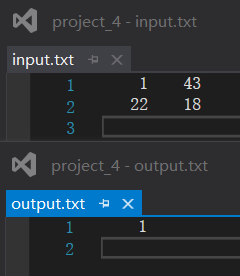 project_4 - input.txt
input.txt
1 1 43
2 22 18
3
project_4 - output.txt
output.txt
1 1
2